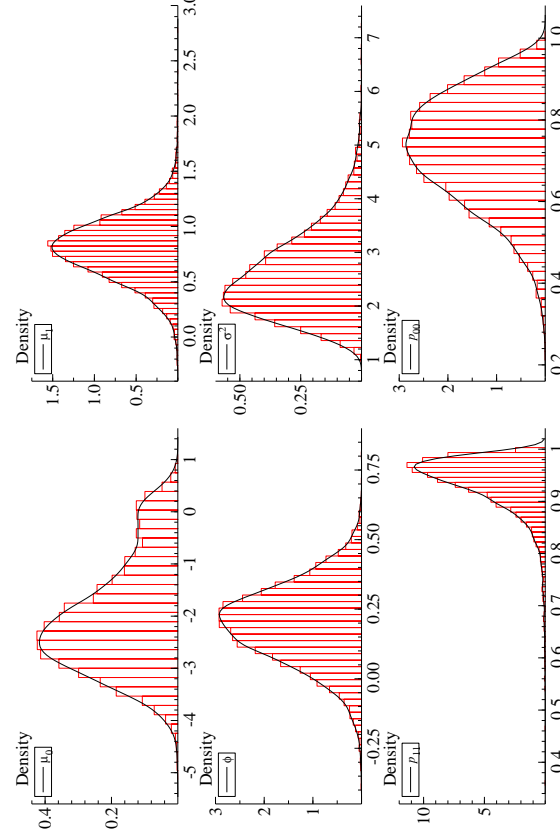 Density
μ₀
0.4
0.2
-5 -4 -3 -2 -1 0 1
Density
μ₁
1.5
1.0
0.5
0.0 0.5 1.0 1.5 2.0 2.5 3.0
Density
ϕ
3
2
1
-0.25 0.00 0.25 0.50 0.75
Density
σ²
0.50
0.25
1 2 3 4 5 6 7
Density
p₁₁
10
5
0.4 0.5 0.6 0.7 0.8 0.9 1
Density
p₀₀
3
2
1
0.2 0.4 0.6 0.8 1.0